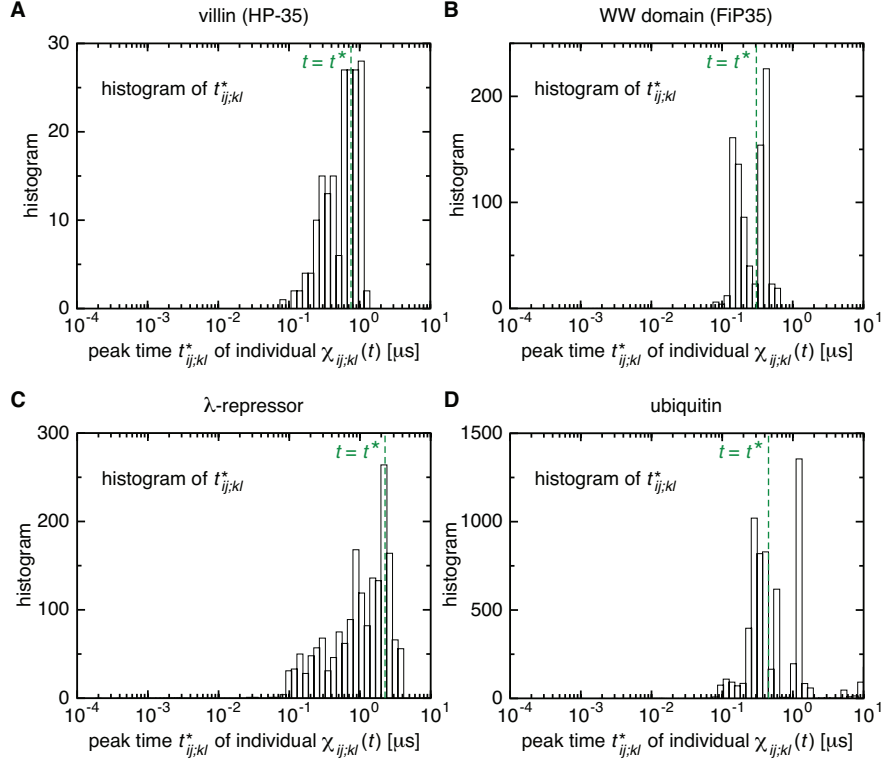 A
villin (HP-35)
30
20
10
0
histogram
t = t*
histogram of t*ij;kl
10-4 10-3 10-2 10-1 100 101
peak time t*ij;kl of individual χij;kl(t) [µs]
B
WW domain (FiP35)
200
100
0
histogram
t = t*
histogram of t*ij;kl
10-4 10-3 10-2 10-1 100 101
peak time t*ij;kl of individual χij;kl(t) [µs]
C
λ-repressor
300
200
100
0
histogram
t = t*
histogram of t*ij;kl
10-4 10-3 10-2 10-1 100 101
peak time t*ij;kl of individual χij;kl(t) [µs]
D
ubiquitin
1500
1000
500
0
histogram
t = t*
histogram of t*ij;kl
10-4 10-3 10-2 10-1 100 101
peak time t*ij;kl of individual χij;kl(t) [µs]